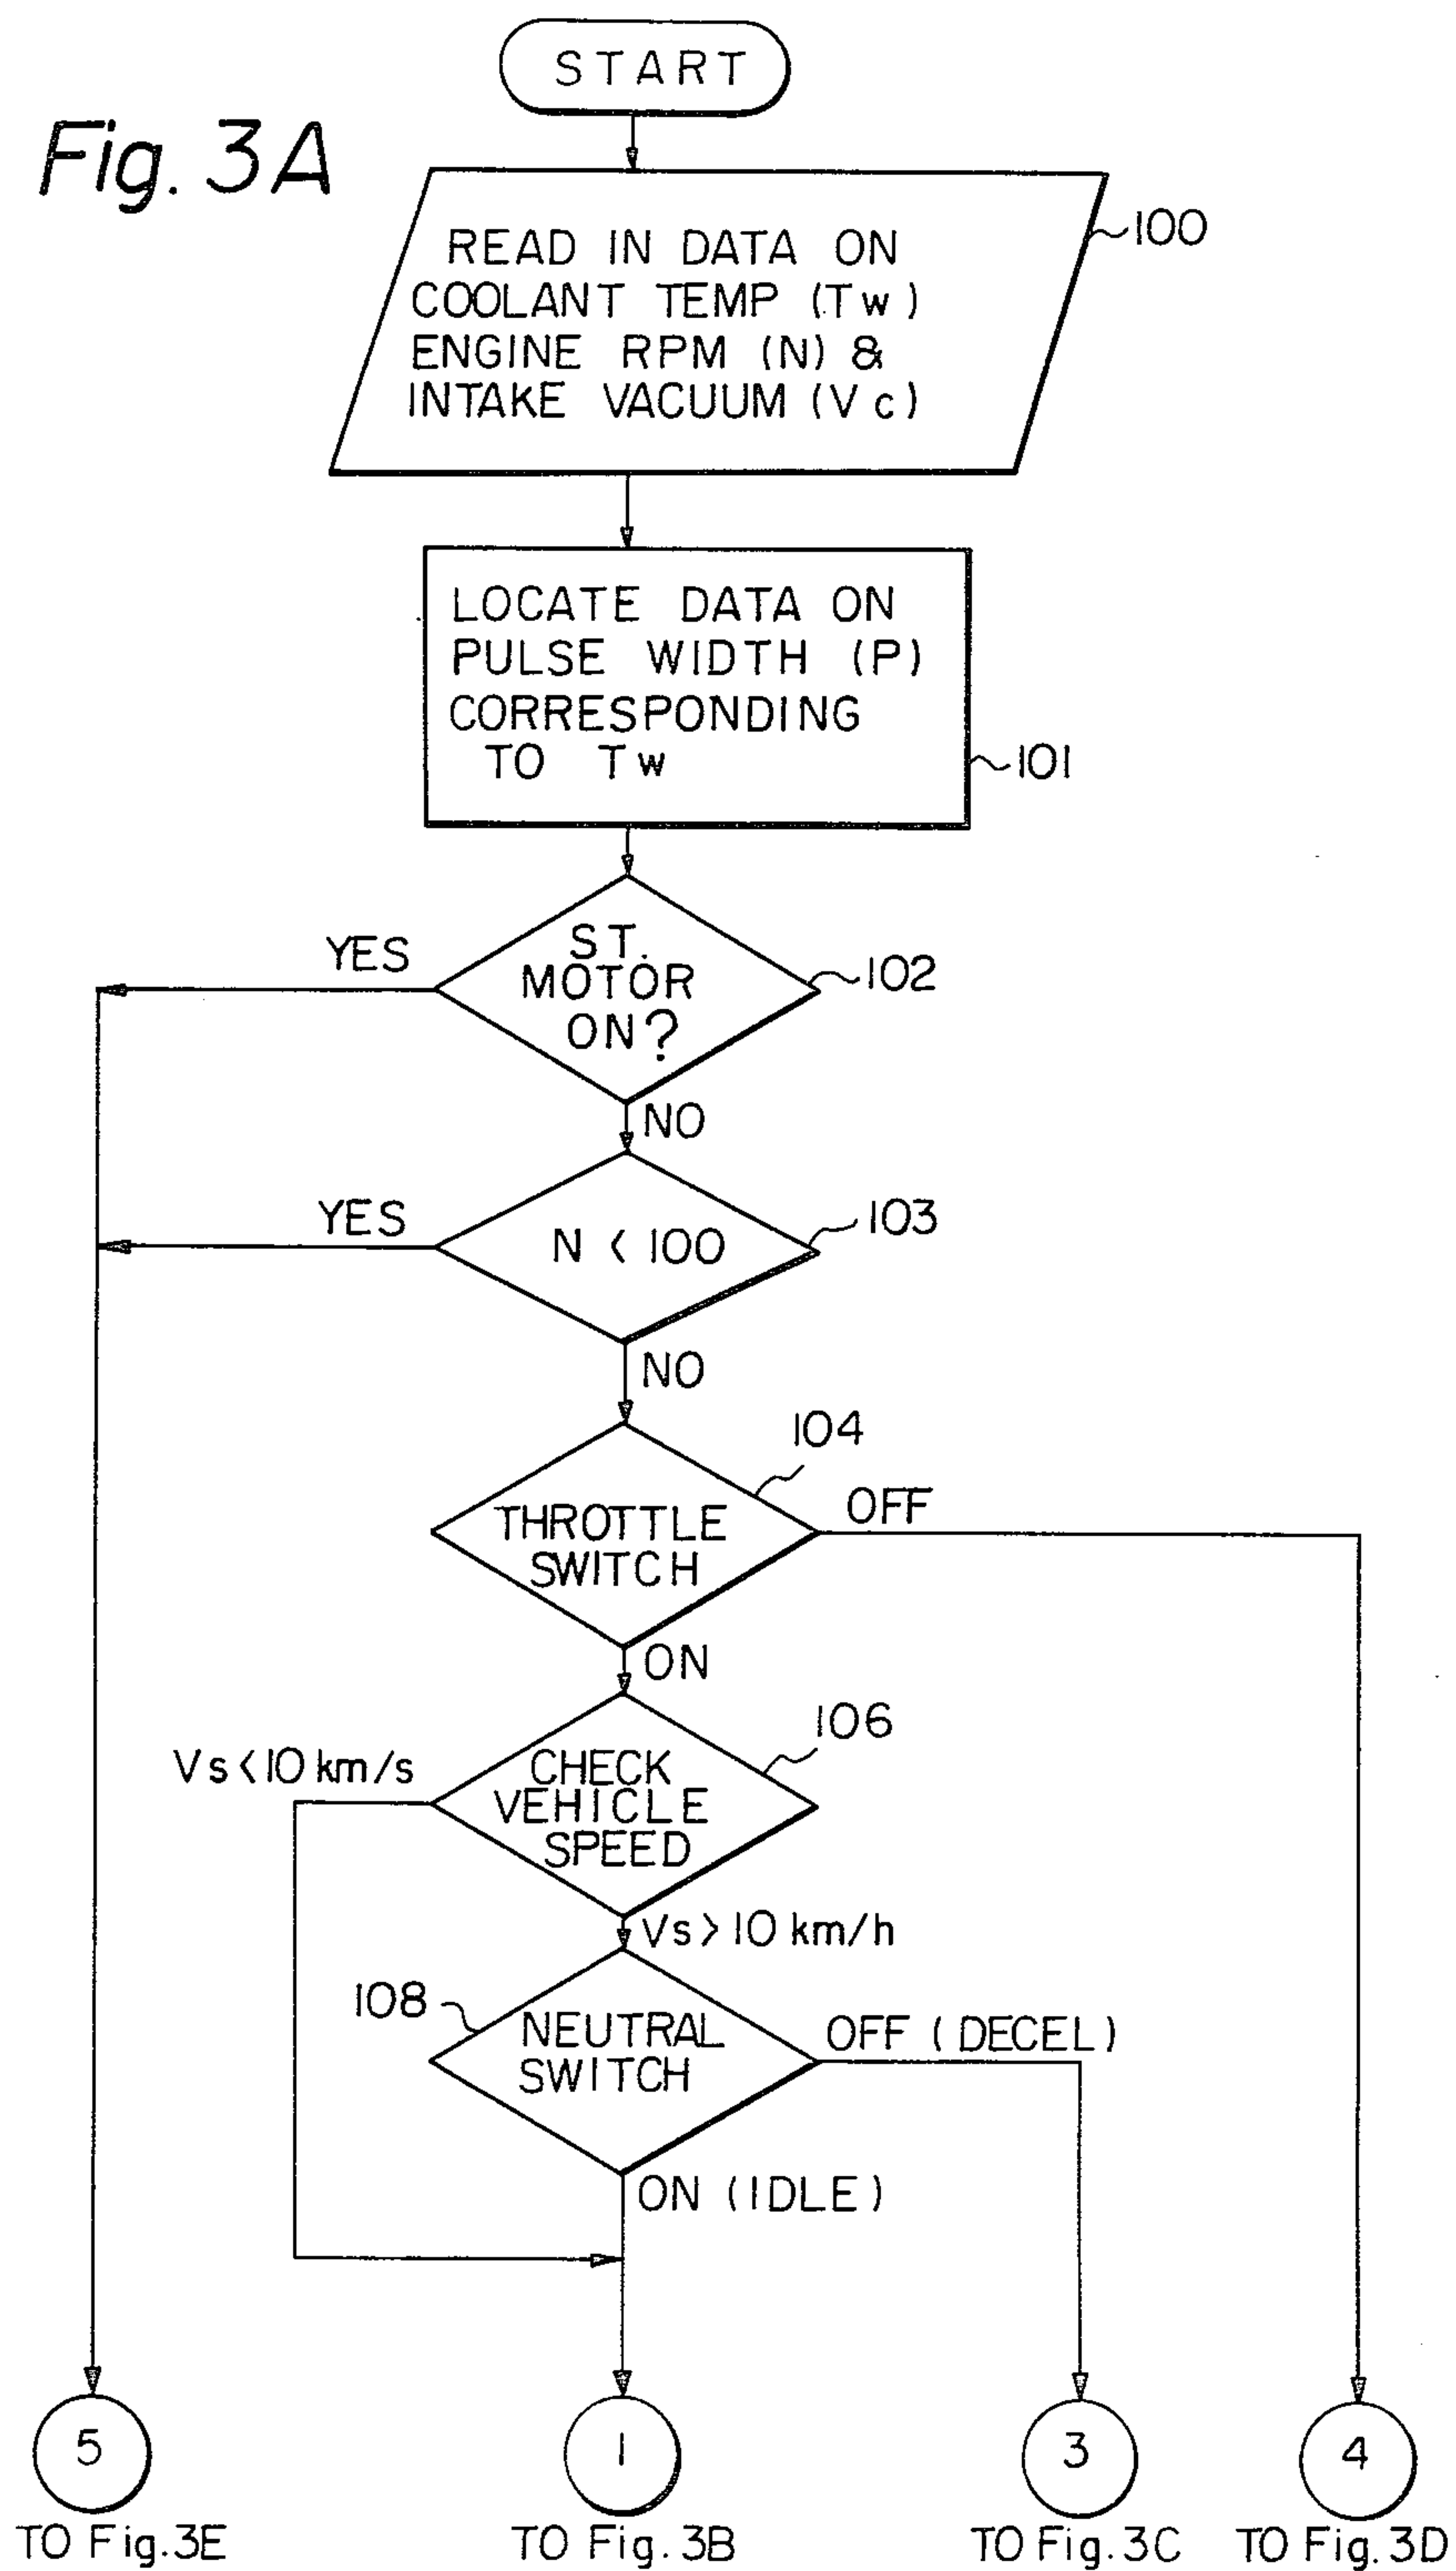 START
Fig. 3A
READ IN DATA ON
COOLANT TEMP (Tw)
ENGINE RPM (N) &
INTAKE VACUUM (Vc)
100
LOCATE DATA ON
PULSE WIDTH (P)
CORRESPONDING
TO Tw
101
YES
ST.
MOTOR
ON?
102
NO
YES
N < 100
103
NO
104
THROTTLE
SWITCH
OFF
ON
106
Vs < 10 km/s
CHECK
VEHICLE
SPEED
Vs > 10 km/h
108
NEUTRAL
SWITCH
OFF (DECEL)
ON (IDLE)
5
1
3
4
TO Fig.3E
TO Fig.3B
TO Fig.3C
TO Fig.3D